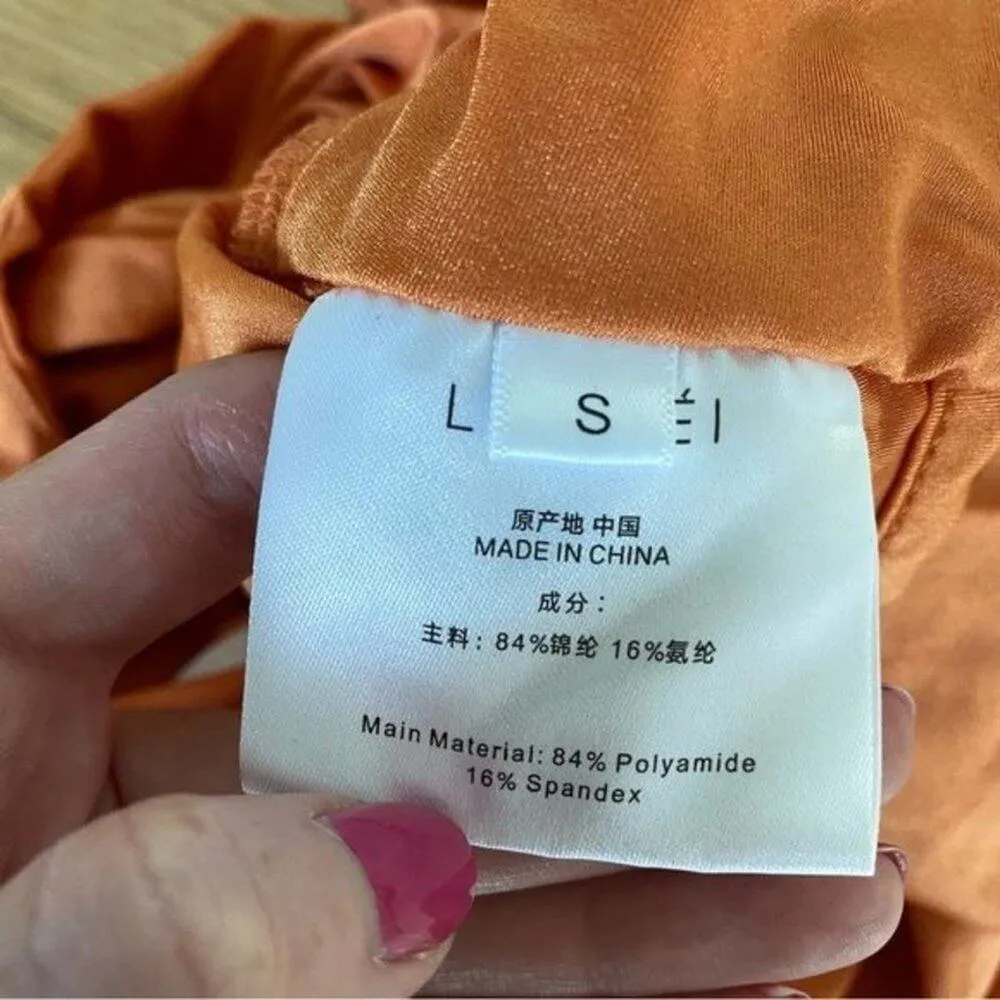 L S ÉI
原产地 中国
MADE IN CHINA
成分：
主料：84%锦纶 16%氨纶
Main Material: 84% Polyamide
16% Spandex